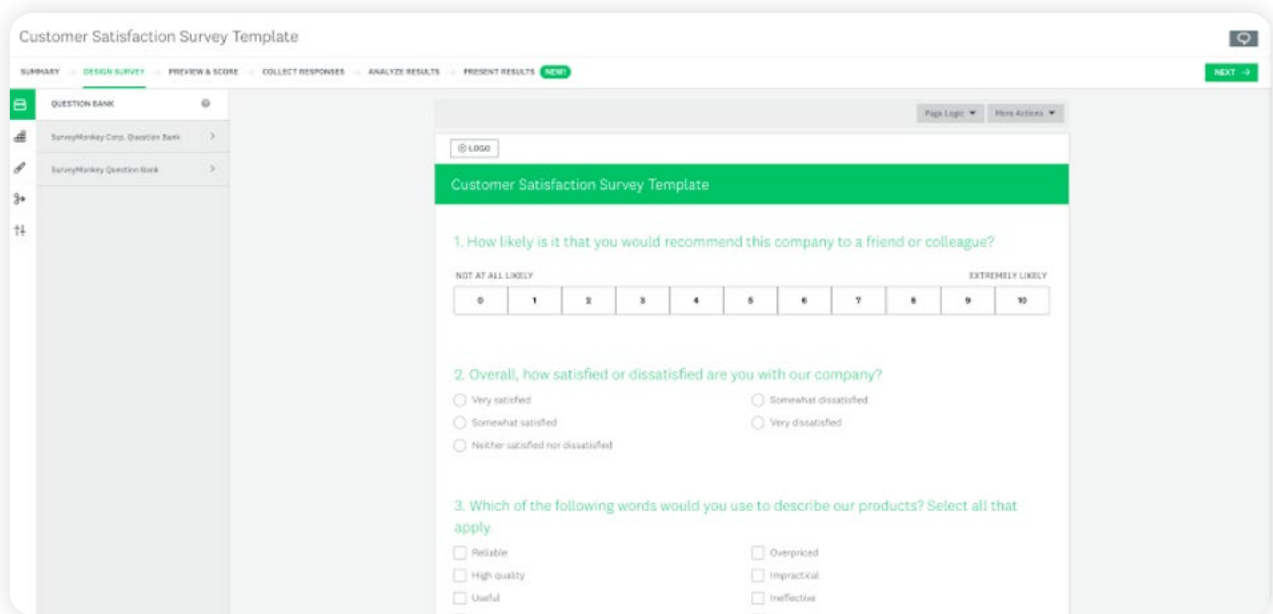 Customer Satisfaction Survey Template
SUMMARY DESIGN SURVEY PREVIEW & SCORE COLLECT RESPONSES ANALYZE RESULTS PRESENT RESULTS NEW! NEXT
QUESTION BANK
SurveyMonkey Corp. Question Bank
SurveyMonkey Question Bank
Page Logic More Actions
LOGO
Customer Satisfaction Survey Template
1. How likely is it that you would recommend this company to a friend or colleague?
NOT AT ALL LIKELY EXTREMELY LIKELY
0 1 2 3 4 5 6 7 8 9 10
2. Overall, how satisfied or dissatisfied are you with our company?
Very satisfied Somewhat dissatisfied
Somewhat satisfied Very dissatisfied
Neither satisfied nor dissatisfied
3. Which of the following words would you use to describe our products? Select all that
apply.
Reliable Overpriced
High quality Impractical
Useful Ineffective